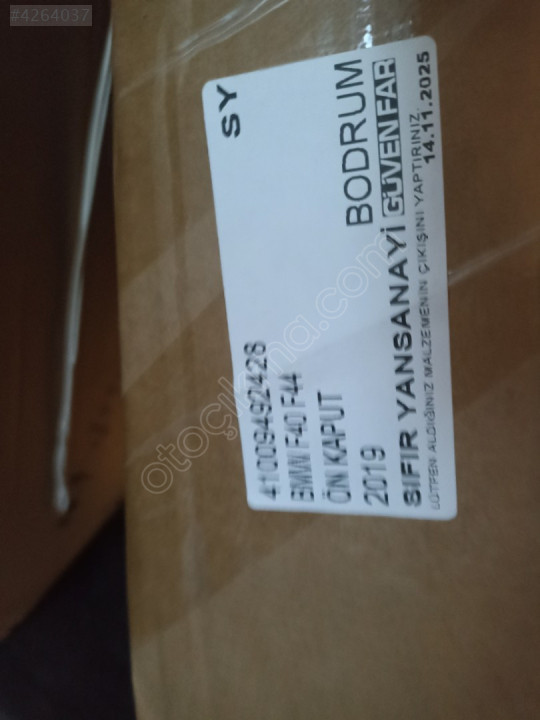 #4264037
SY
41009492428
BMW F40 F44
ÖN KAPUT
2019
BODRUM
SIFIR YANSANAYİ GÜVEN FAR
LÜTFEN ALDIĞINIZ MALZEMENİN ÇIKIŞINI YAPTIRINIZ.
14.11.2025
otoçıkma.com